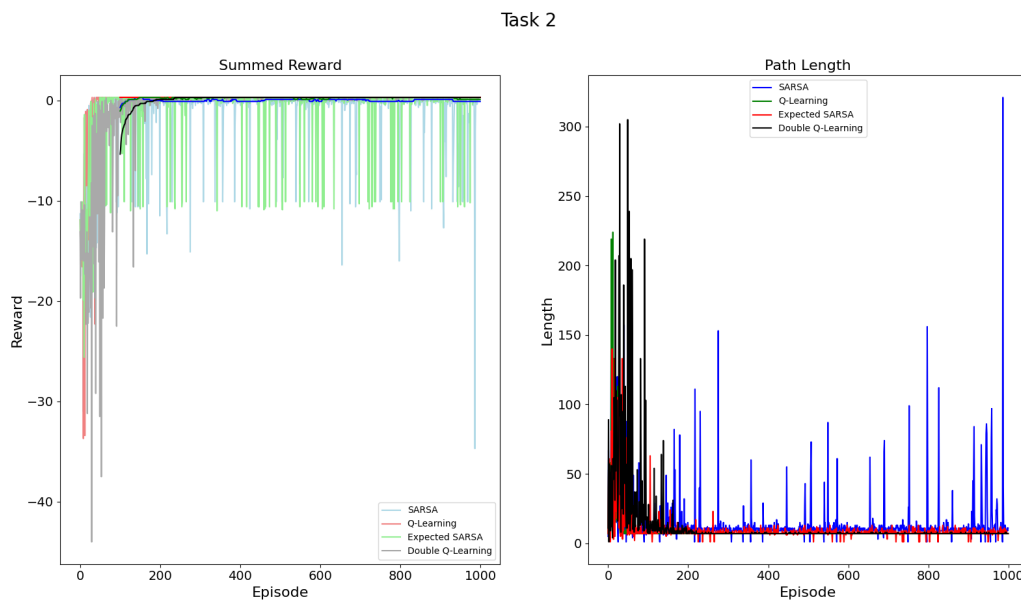 Task 2
Summed Reward
0
−10
−20
−30
−40
Reward
0
200
400
600
800
1000
Episode
SARSA
Q-Learning
Expected SARSA
Double Q-Learning
Path Length
SARSA
Q-Learning
Expected SARSA
Double Q-Learning
300
250
200
150
100
50
0
Length
0
200
400
600
800
1000
Episode